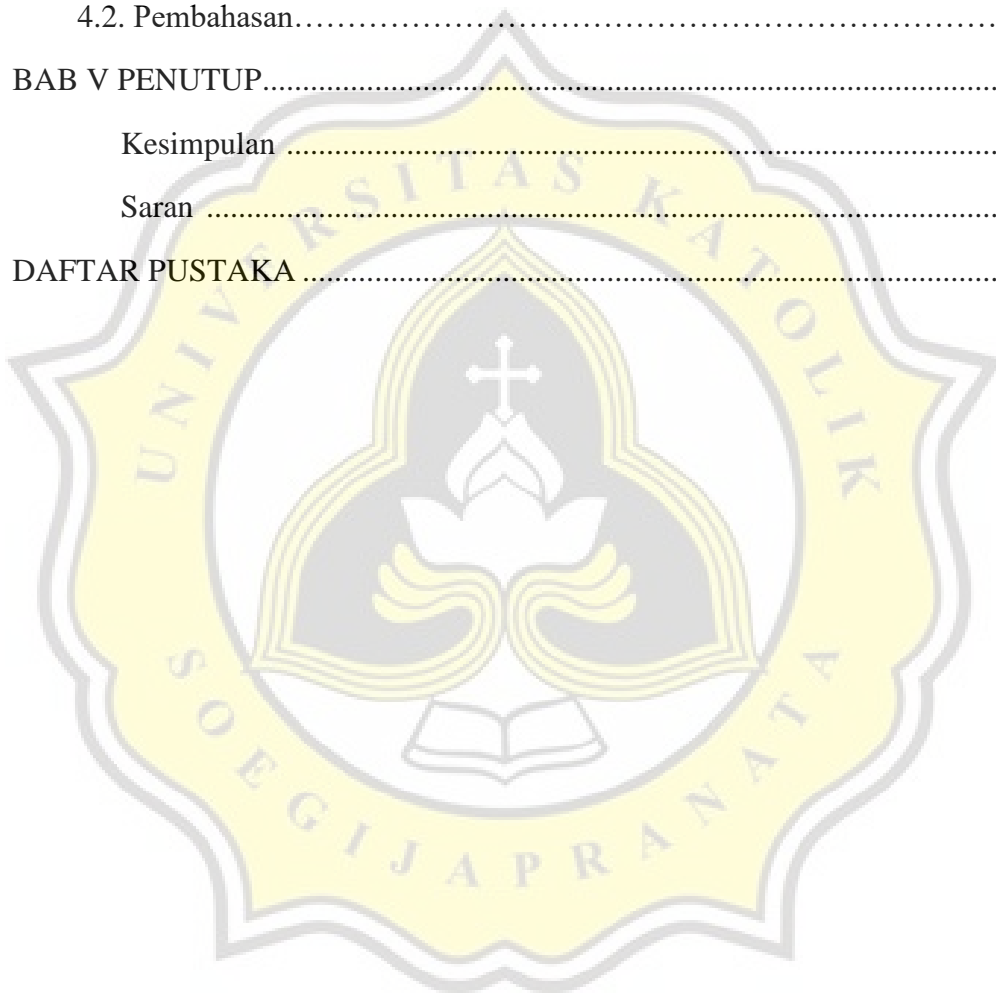 4.2. Pembahasan……………………………………………………………………
BAB V PENUTUP................................................................................
Kesimpulan ............................................................................
Saran ......................................................................................
DAFTAR PUSTAKA ...........................................................................
UNIVERSITAS KATOLIK
SOEGIJAPRANATA